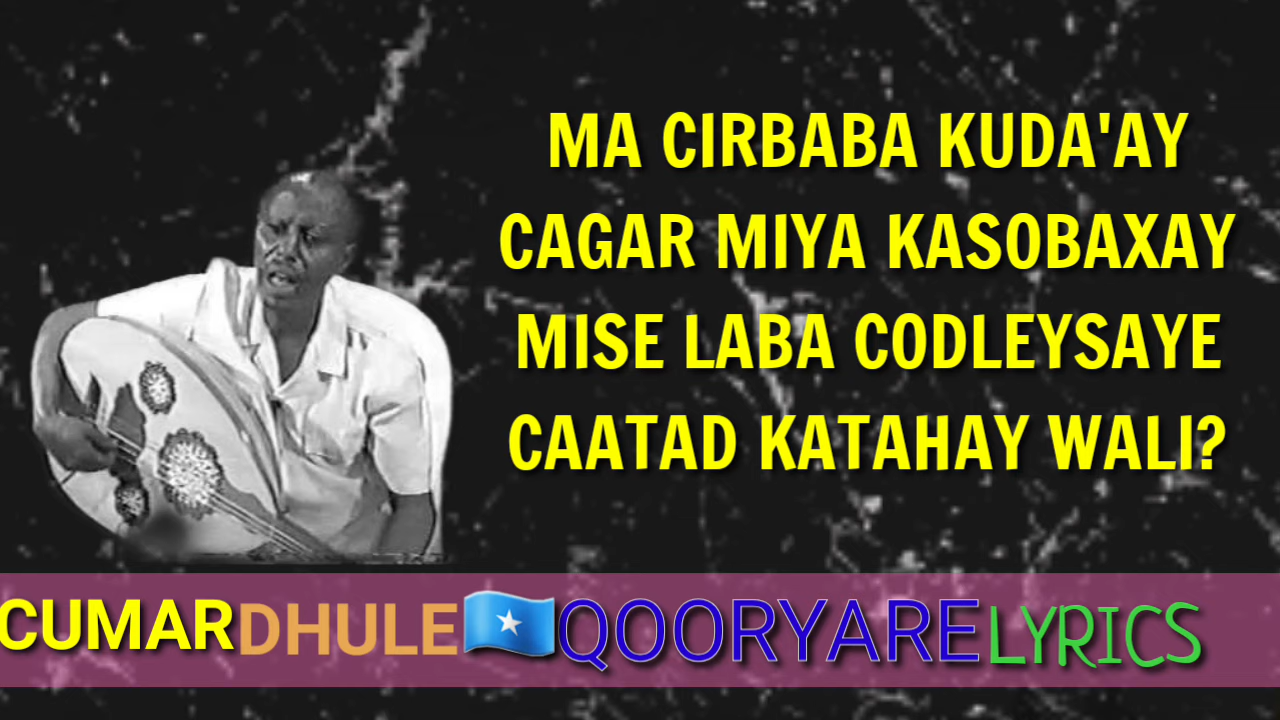 MA CIRBABA KUDA'AY
CAGAR MIYA KASOBAXAY
MISE LABA CODLEYSAYE
CAATAD KATAHAY WALI?
CUMARDHULE QOORYARELYRICS